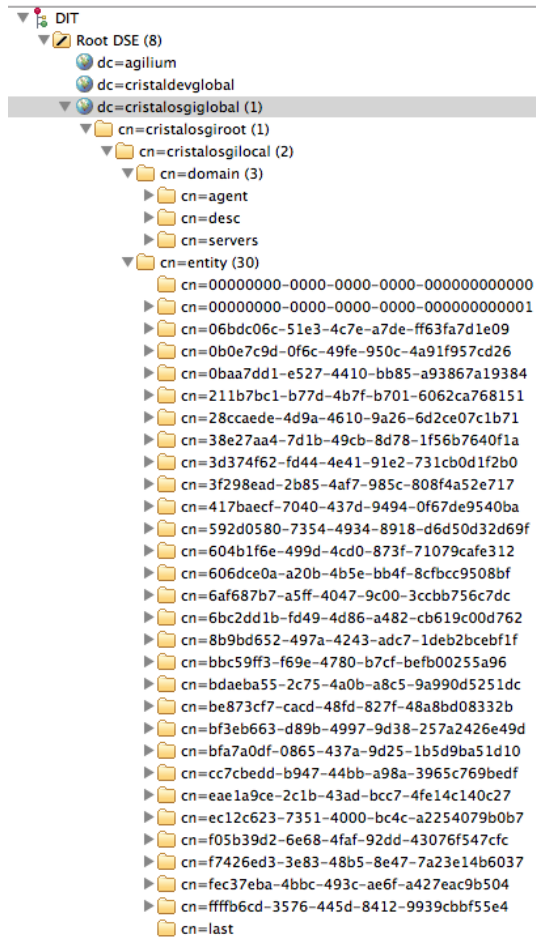 DIT
Root DSE (8)
dc=agilium
dc=cristaldevglobal
dc=cristalosgiglobal (1)
cn=cristalosgiroot (1)
cn=cristalosgilocal (2)
cn=domain (3)
cn=agent
cn=desc
cn=servers
cn=entity (30)
cn=00000000-0000-0000-0000-000000000000
cn=00000000-0000-0000-0000-000000000001
cn=06bdc06c-51e3-4c7e-a7de-ff63fa7d1e09
cn=0b0e7c9d-0f6c-49fe-950c-4a91f957cd26
cn=0baa7dd1-e527-4410-bb85-a93867a19384
cn=211b7bc1-b77d-4b7f-b701-6062ca768151
cn=28ccaede-4d9a-4610-9a26-6d2ce07c1b71
cn=38e27aa4-7d1b-49cb-8d78-1f56b7640f1a
cn=3d374f62-fd44-4e41-91e2-731cb0d1f2b0
cn=3f298ead-2b85-4af7-985c-808f4a52e717
cn=417baecf-7040-437d-9494-0f67de9540ba
cn=592d0580-7354-4934-8918-d6d50d32d69f
cn=604b1f6e-499d-4cd0-873f-71079cafe312
cn=606dce0a-a20b-4b5e-bb4f-8cfbcc9508bf
cn=6af687b7-a5ff-4047-9c00-3ccbb756c7dc
cn=6bc2dd1b-fd49-4d86-a482-cb619c00d762
cn=8b9bd652-497a-4243-adc7-1deb2bcebf1f
cn=bbc59ff3-f69e-4780-b7cf-befb00255a96
cn=bdaeba55-2c75-4a0b-a8c5-9a990d5251dc
cn=be873cf7-cacd-48fd-827f-48a8bd08332b
cn=bf3eb663-d89b-4997-9d38-257a2426e49d
cn=bfa7a0df-0865-437a-9d25-1b5d9ba51d10
cn=cc7cbedd-b947-44bb-a98a-3965c769bedf
cn=eae1a9ce-2c1b-43ad-bcc7-4fe14c140c27
cn=ec12c623-7351-4000-bc4c-a2254079b0b7
cn=f05b39d2-6e68-4faf-92dd-43076f547cfc
cn=f7426ed3-3e83-48b5-8e47-7a23e14b6037
cn=fec37eba-4bbc-493c-ae6f-a427eac9b504
cn=ffffb6cd-3576-445d-8412-9939cbbf55e4
cn=last